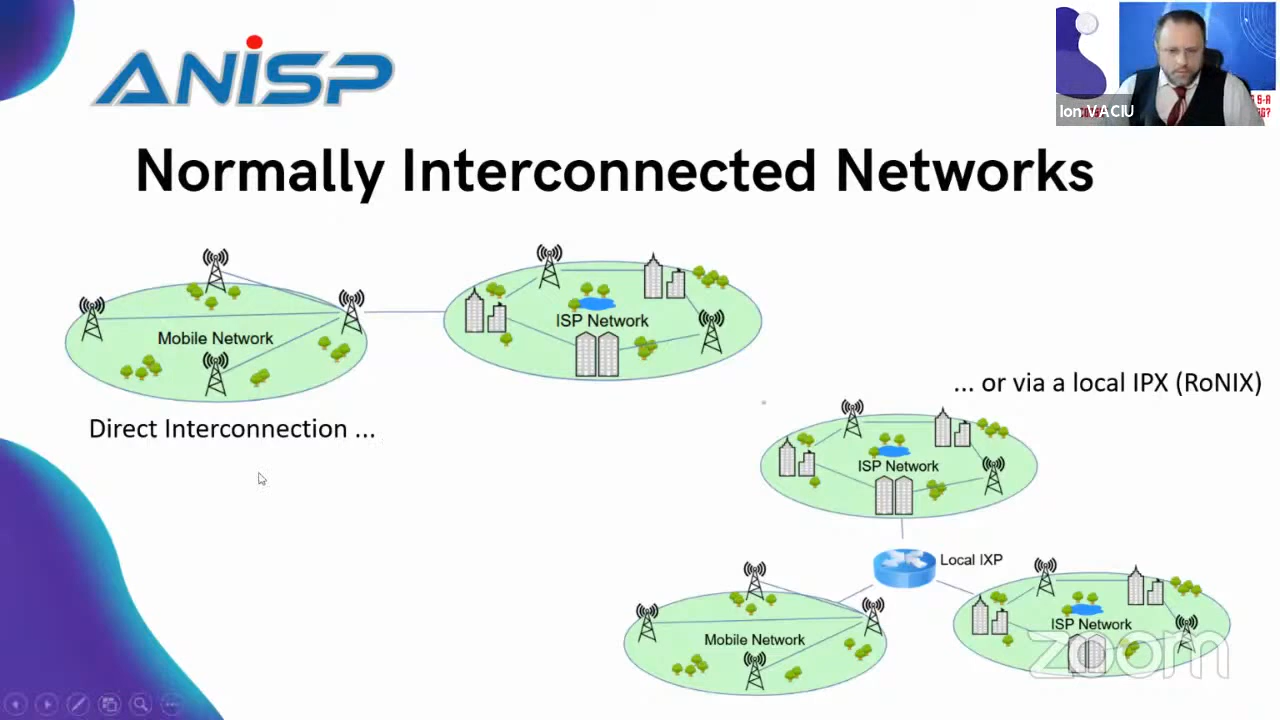 ANISP
Ion VACIU
Normally Interconnected Networks
Mobile Network
ISP Network
Direct Interconnection ...
... or via a local IPX (RoNIX)
ISP Network
Local IXP
Mobile Network
ISP Network
zoom